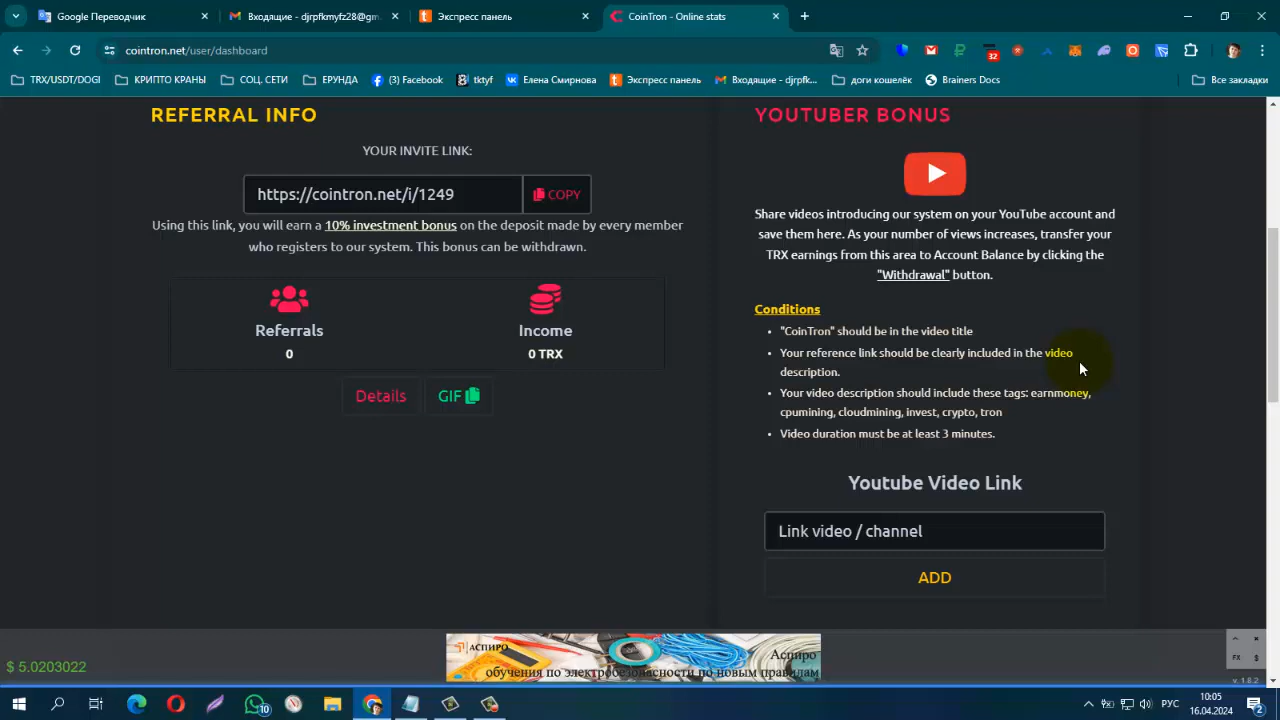 Google Переводчик
Входящие - djrpfkmyfz28@gm
Экспресс панель
CoinTron - Online stats
cointron.net/user/dashboard
32
TRX/USDT/DOGI
КРИПТО КРАНЫ
СОЦ. СЕТИ
ЕРУНДА
(3) Facebook
tktyf
Елена Смирнова
Экспресс панель
Входящие - djrpfk...
доги кошелёк
Brainers Docs
Все закладки
REFERRAL INFO
YOUR INVITE LINK:
https://cointron.net/i/1249
COPY
Using this link, you will earn a 10% investment bonus on the deposit made by every member
who registers to our system. This bonus can be withdrawn.
Referrals
0
Income
0 TRX
Details
GIF
YOUTUBER BONUS
Share videos introducing our system on your YouTube account and
save them here. As your number of views increases, transfer your
TRX earnings from this area to Account Balance by clicking the
"Withdrawal" button.
Conditions
• "CoinTron" should be in the video title
• Your reference link should be clearly included in the video
description.
• Your video description should include these tags: earnmoney,
cpumining, cloudmining, invest, crypto, tron
• Video duration must be at least 3 minutes.
Youtube Video Link
Link video / channel
ADD
АСПИРО
Аспиро
обучения по электробезопасности по новым правилам
$ 5.0203022
FX
$
v. 1.8.2
10
РУС
10:05
16.04.2024
2